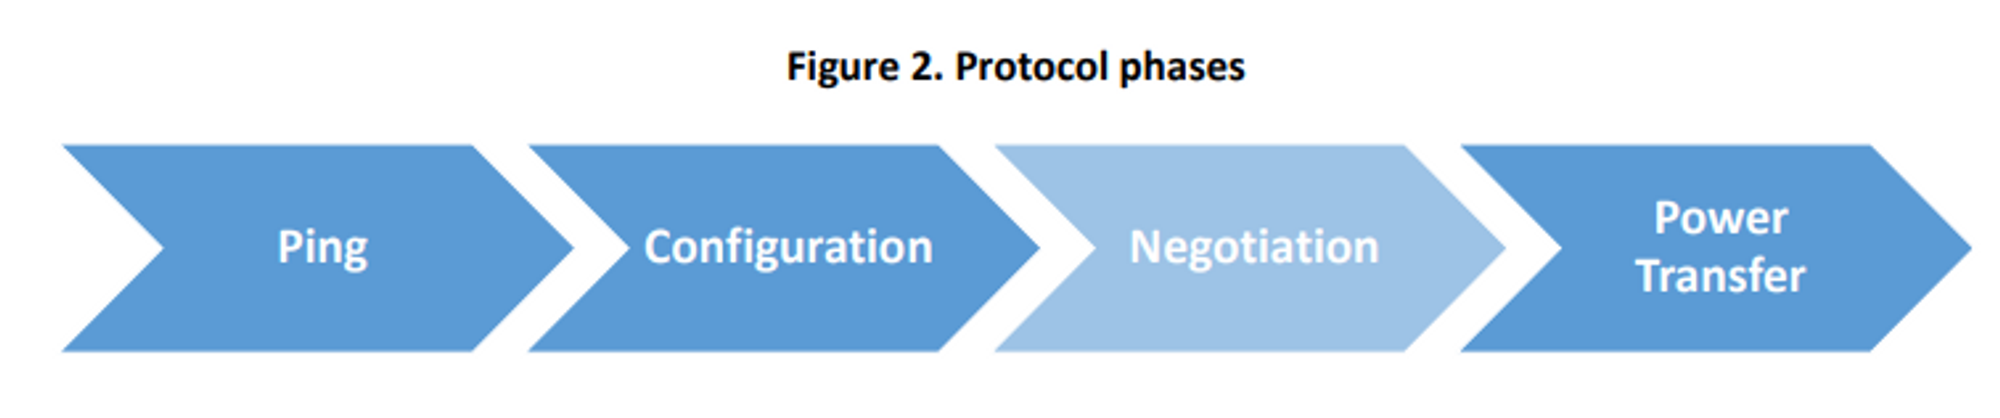 Figure 2. Protocol phases
Ping
Configuration
Negotiation
Power
Transfer